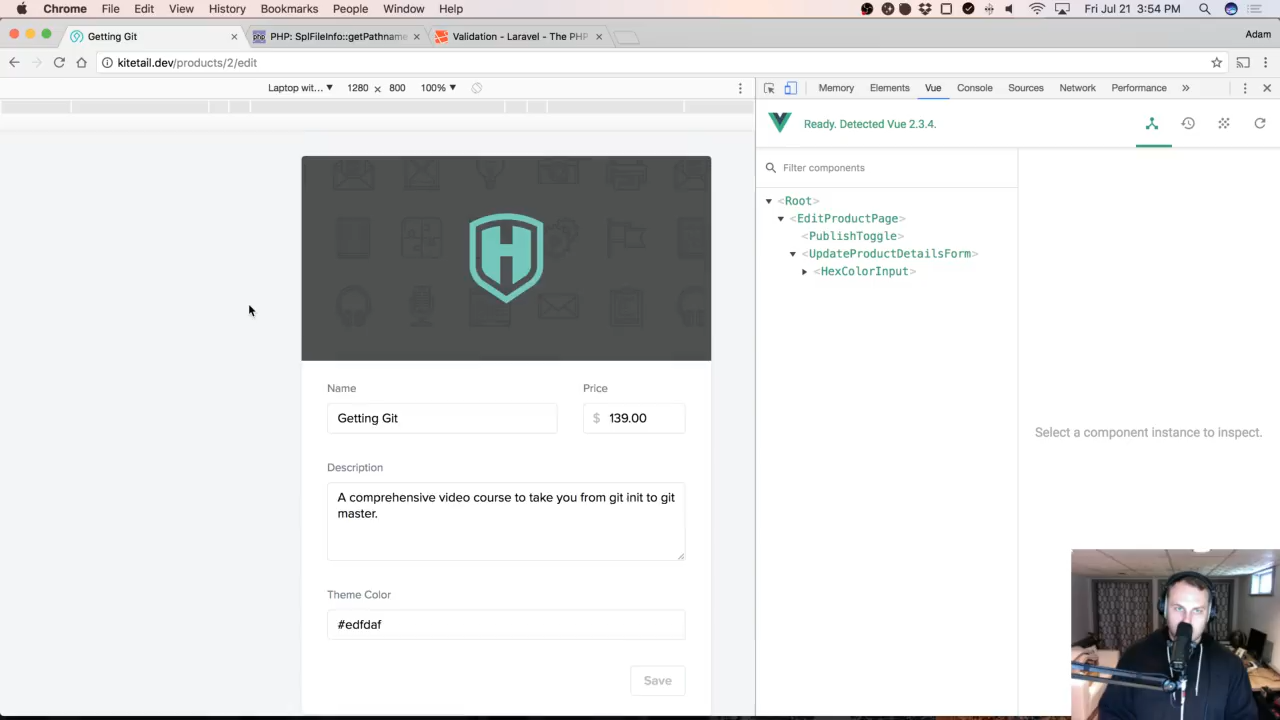 Chrome File Edit View History Bookmarks People Window Help Fri Jul 21 3:54 PM
Getting Git
PHP: SplFileInfo::getPathname
Validation - Laravel - The PHP
Adam
kitetail.dev/products/2/edit
Laptop wit... 1280 × 800 100%
Memory Elements Vue Console Sources Network Performance »
Ready. Detected Vue 2.3.4.
Filter components
<Root>
<EditProductPage>
<PublishToggle>
<UpdateProductDetailsForm>
<HexColorInput>
Select a component instance to inspect.
H
Name Price
Getting Git $ 139.00
Description
A comprehensive video course to take you from git init to git
master.
Theme Color
#edfdaf
Save